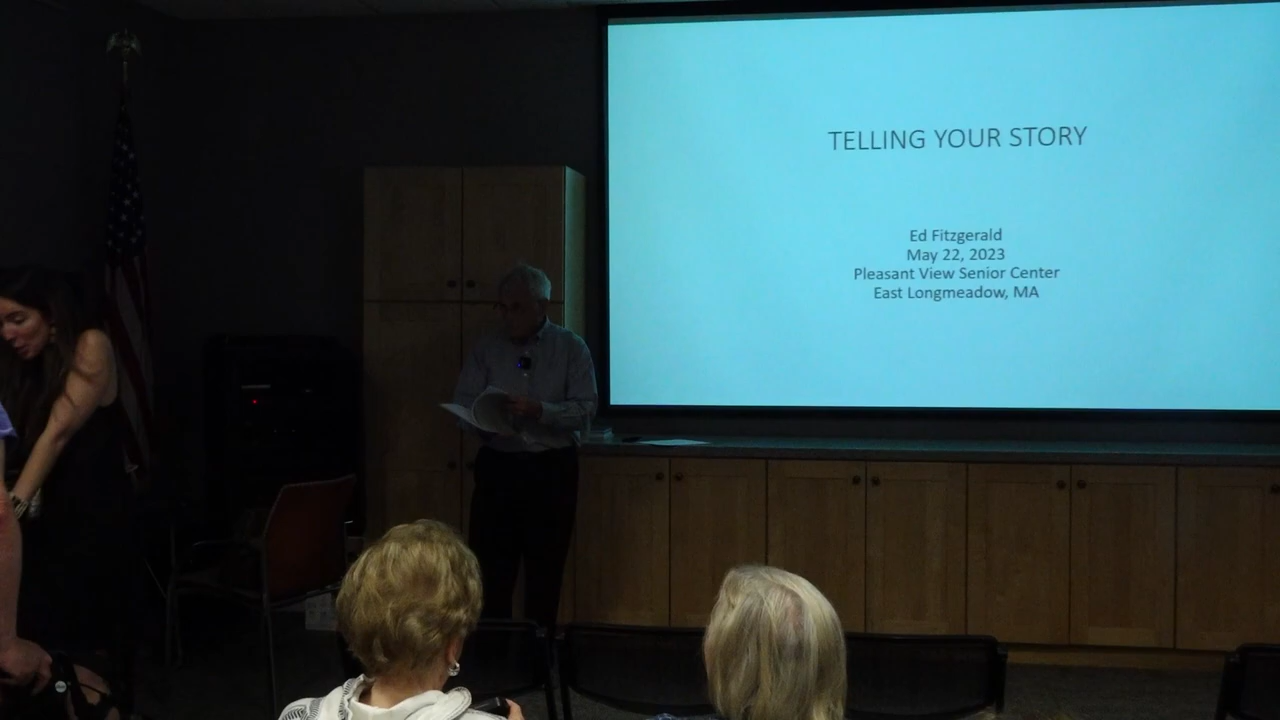 TELLING YOUR STORY
Ed Fitzgerald
May 22, 2023
Pleasant View Senior Center
East Longmeadow, MA